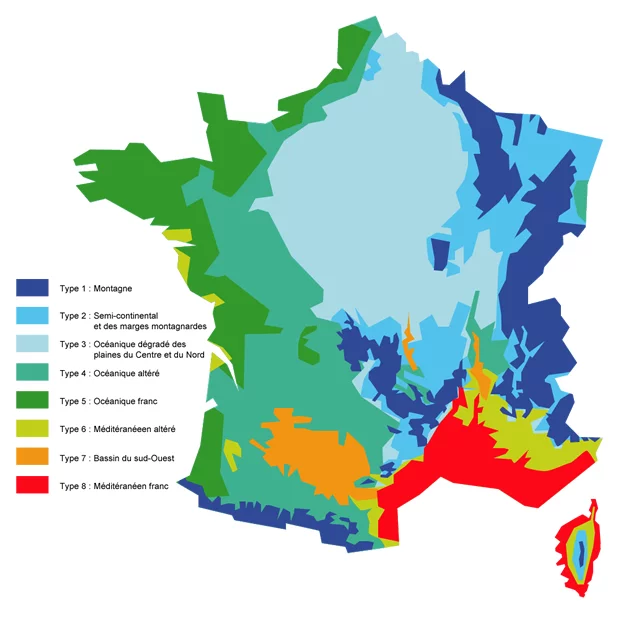 Type 1 : Montagne
Type 2 : Semi-continental
et des marges montagnardes
Type 3 : Océanique dégradé des
plaines du Centre et du Nord
Type 4 : Océanique altéré
Type 5 : Océanique franc
Type 6 : Méditéranéeen altéré
Type 7 : Bassin du sud-Ouest
Type 8 : Méditéranéen franc